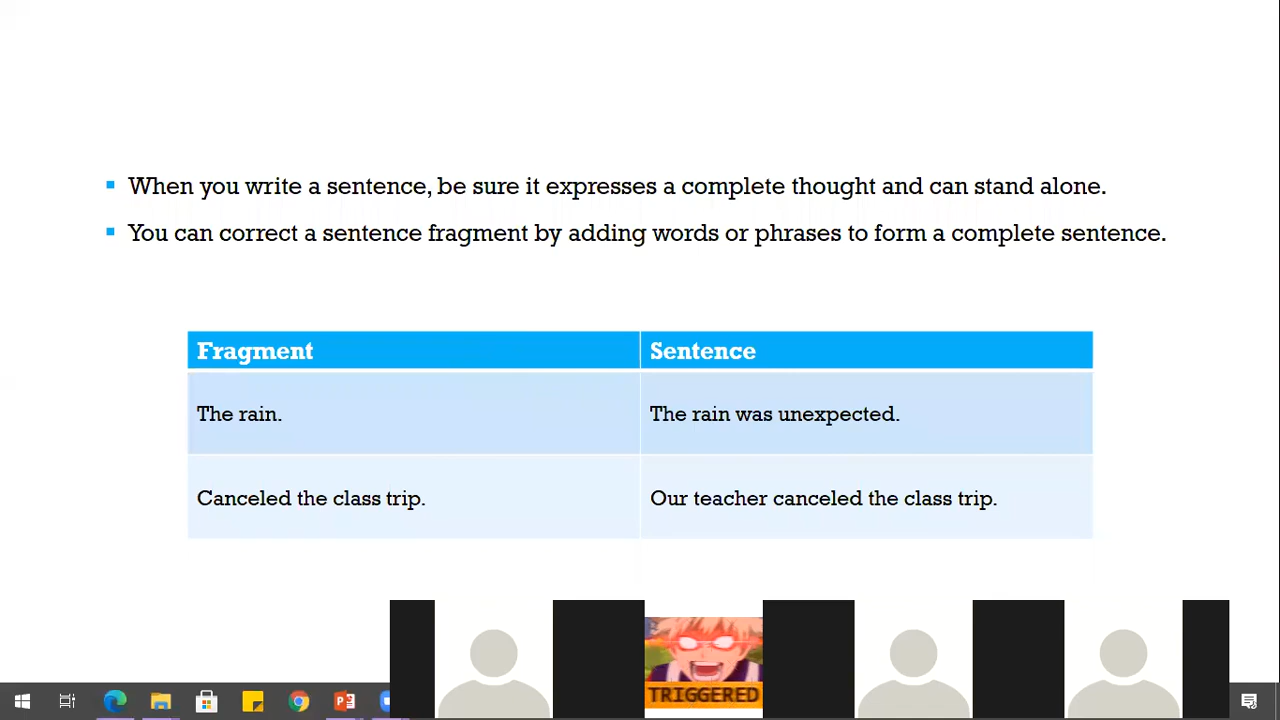 When you write a sentence, be sure it expresses a complete thought and can stand alone.
You can correct a sentence fragment by adding words or phrases to form a complete sentence.
Fragment Sentence
The rain. The rain was unexpected.
Canceled the class trip. Our teacher canceled the class trip.
TRIGGERED